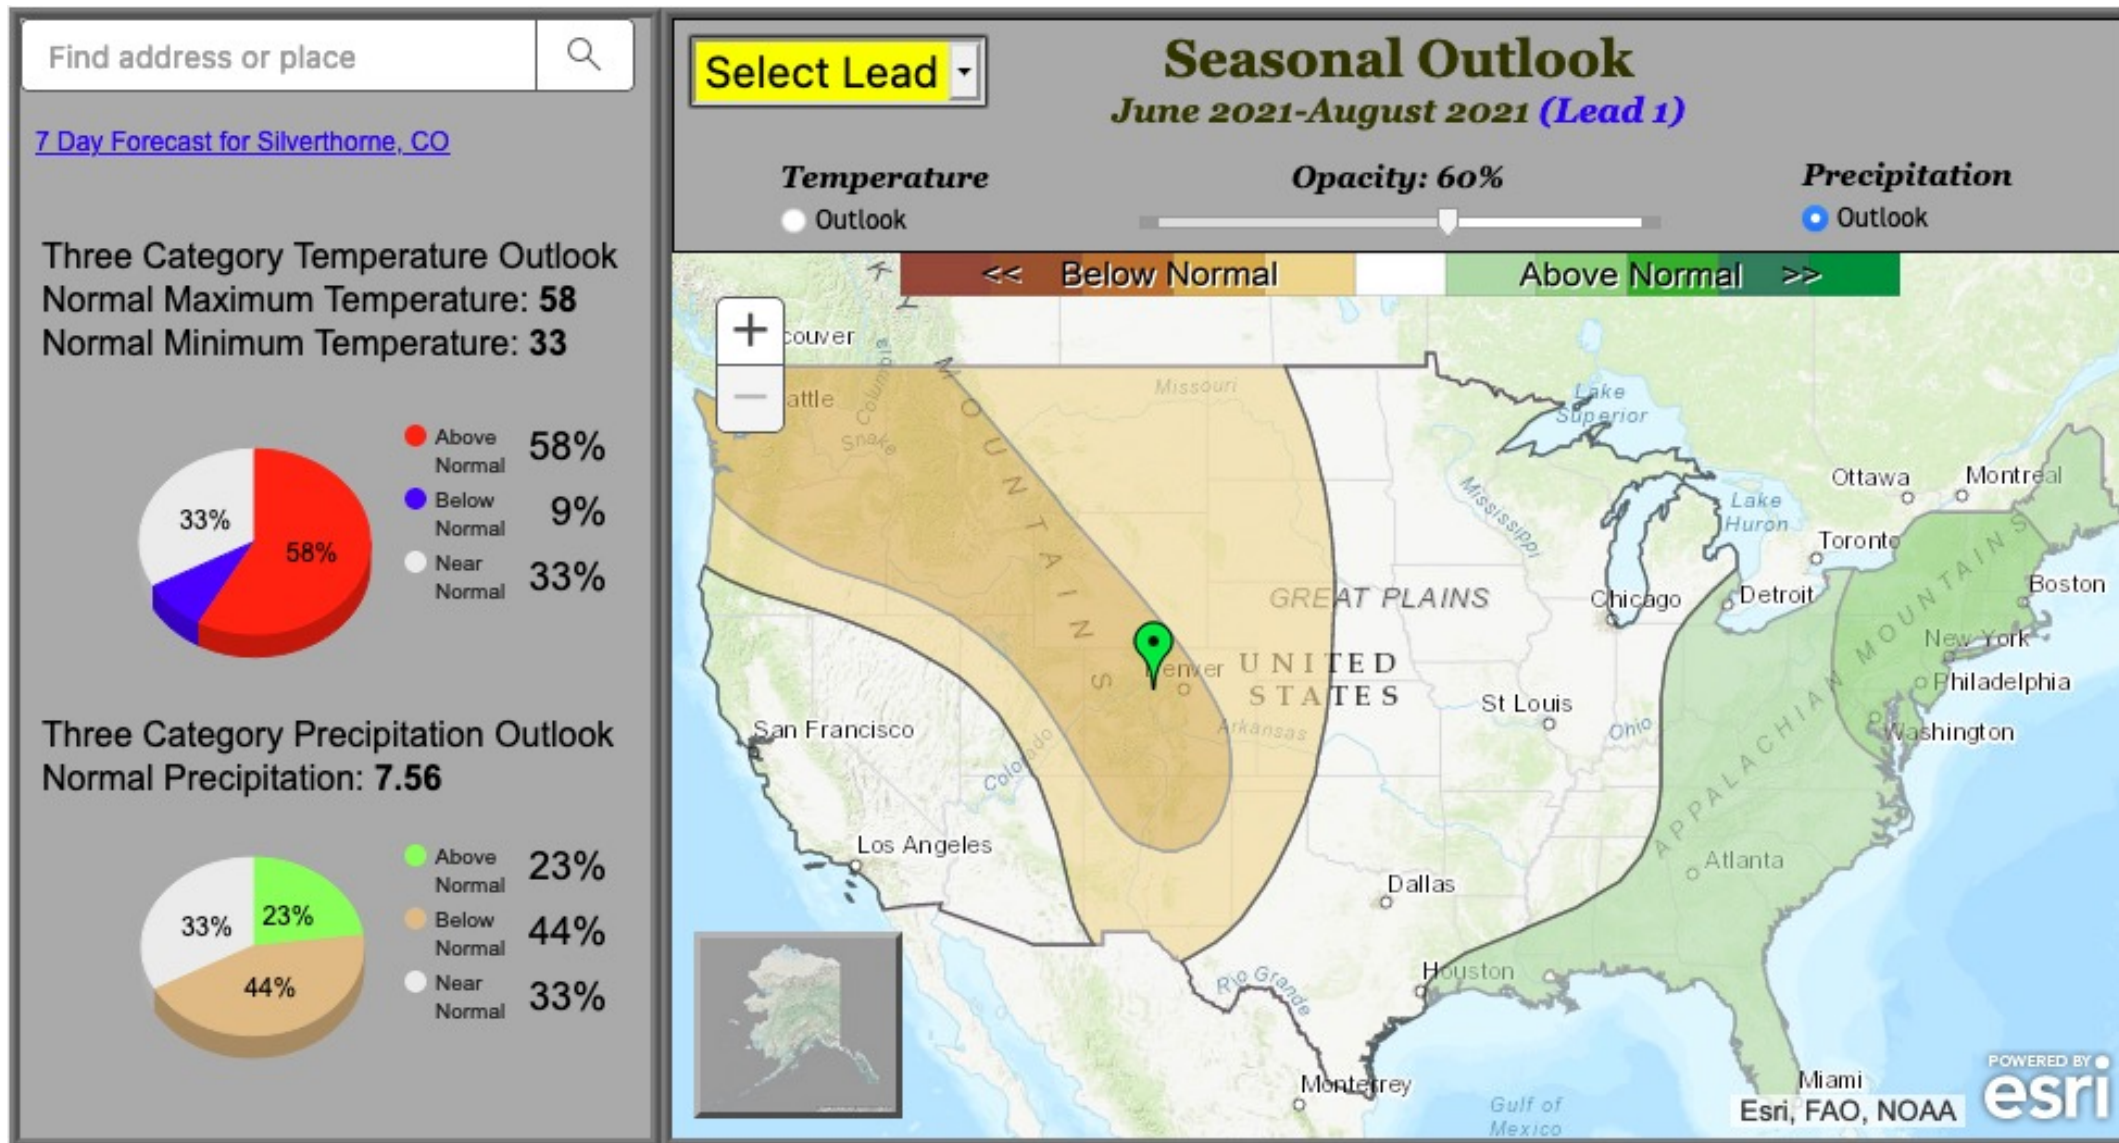 Find address or place
7 Day Forecast for Silverthorne, CO
Three Category Temperature Outlook
Normal Maximum Temperature: 58
Normal Minimum Temperature: 33
Above
Normal
58%
Below
Normal
9%
Near
Normal
33%
33%
58%
Three Category Precipitation Outlook
Normal Precipitation: 7.56
Above
Normal
23%
Below
Normal
44%
Near
Normal
33%
33%
23%
44%
Select Lead
Seasonal Outlook
June 2021-August 2021 (Lead 1)
Temperature
Outlook
Opacity: 60%
Precipitation
Outlook
<< Below Normal
Above Normal >>
+
−
couver
attle
Columbia
Snake
Missouri
K Y
M O U N T A I N S
Lake
Superior
Mississippi
Lake
Huron
Ottawa
Montreal
Toronto
Boston
Detroit
Chicago
GREAT PLAINS
New York
Philadelphia
Washington
APPALACHIAN MOUNTAINS
Denver
UNITED
STATES
St Louis
Ohio
Arkansas
Colorado
San Francisco
Los Angeles
Dallas
Atlanta
Houston
Rio Grande
Monterrey
Gulf of
Mexico
Miami
Esri, FAO, NOAA
POWERED BY
esri